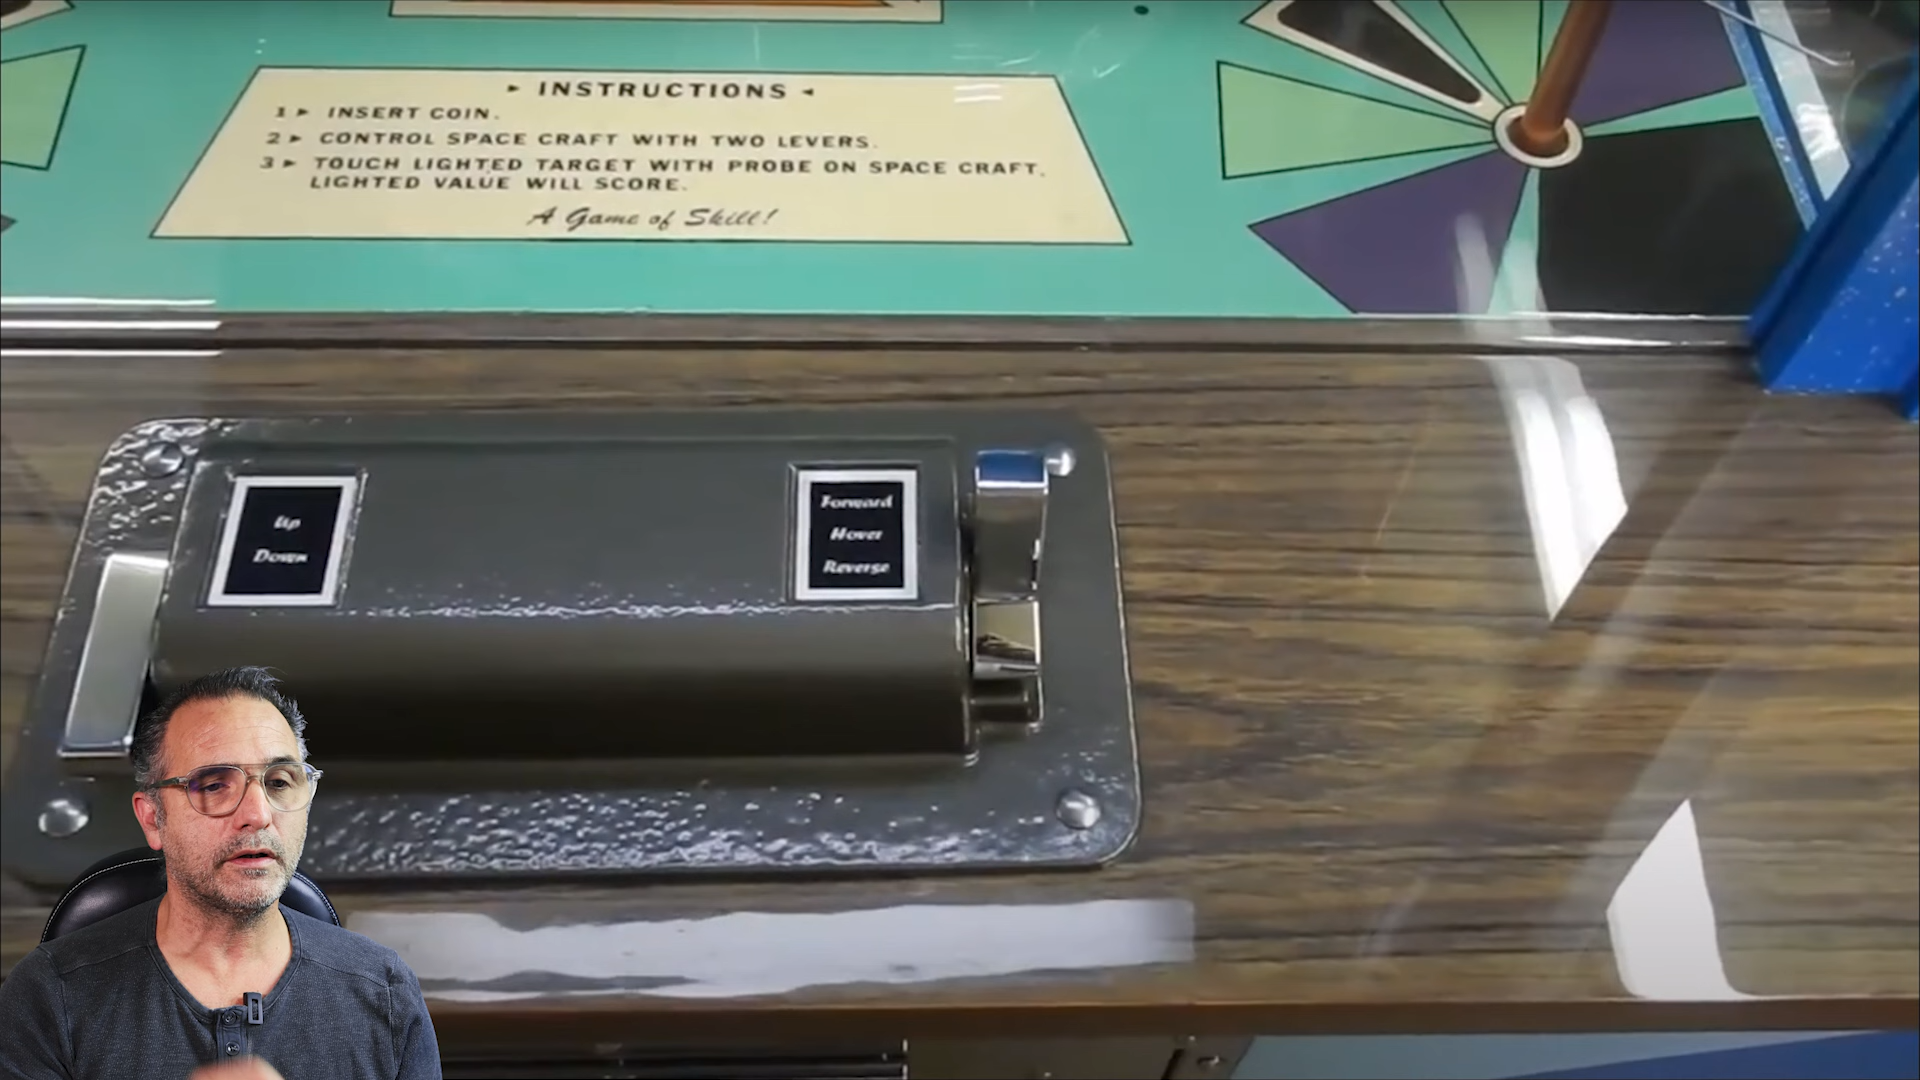 INSTRUCTIONS
1 ► INSERT COIN.
2 ► CONTROL SPACE CRAFT WITH TWO LEVERS.
3 ► TOUCH LIGHTED TARGET WITH PROBE ON SPACE CRAFT.
LIGHTED VALUE WILL SCORE.
A Game of Skill!
Up
Down
Forward
Hover
Reverse